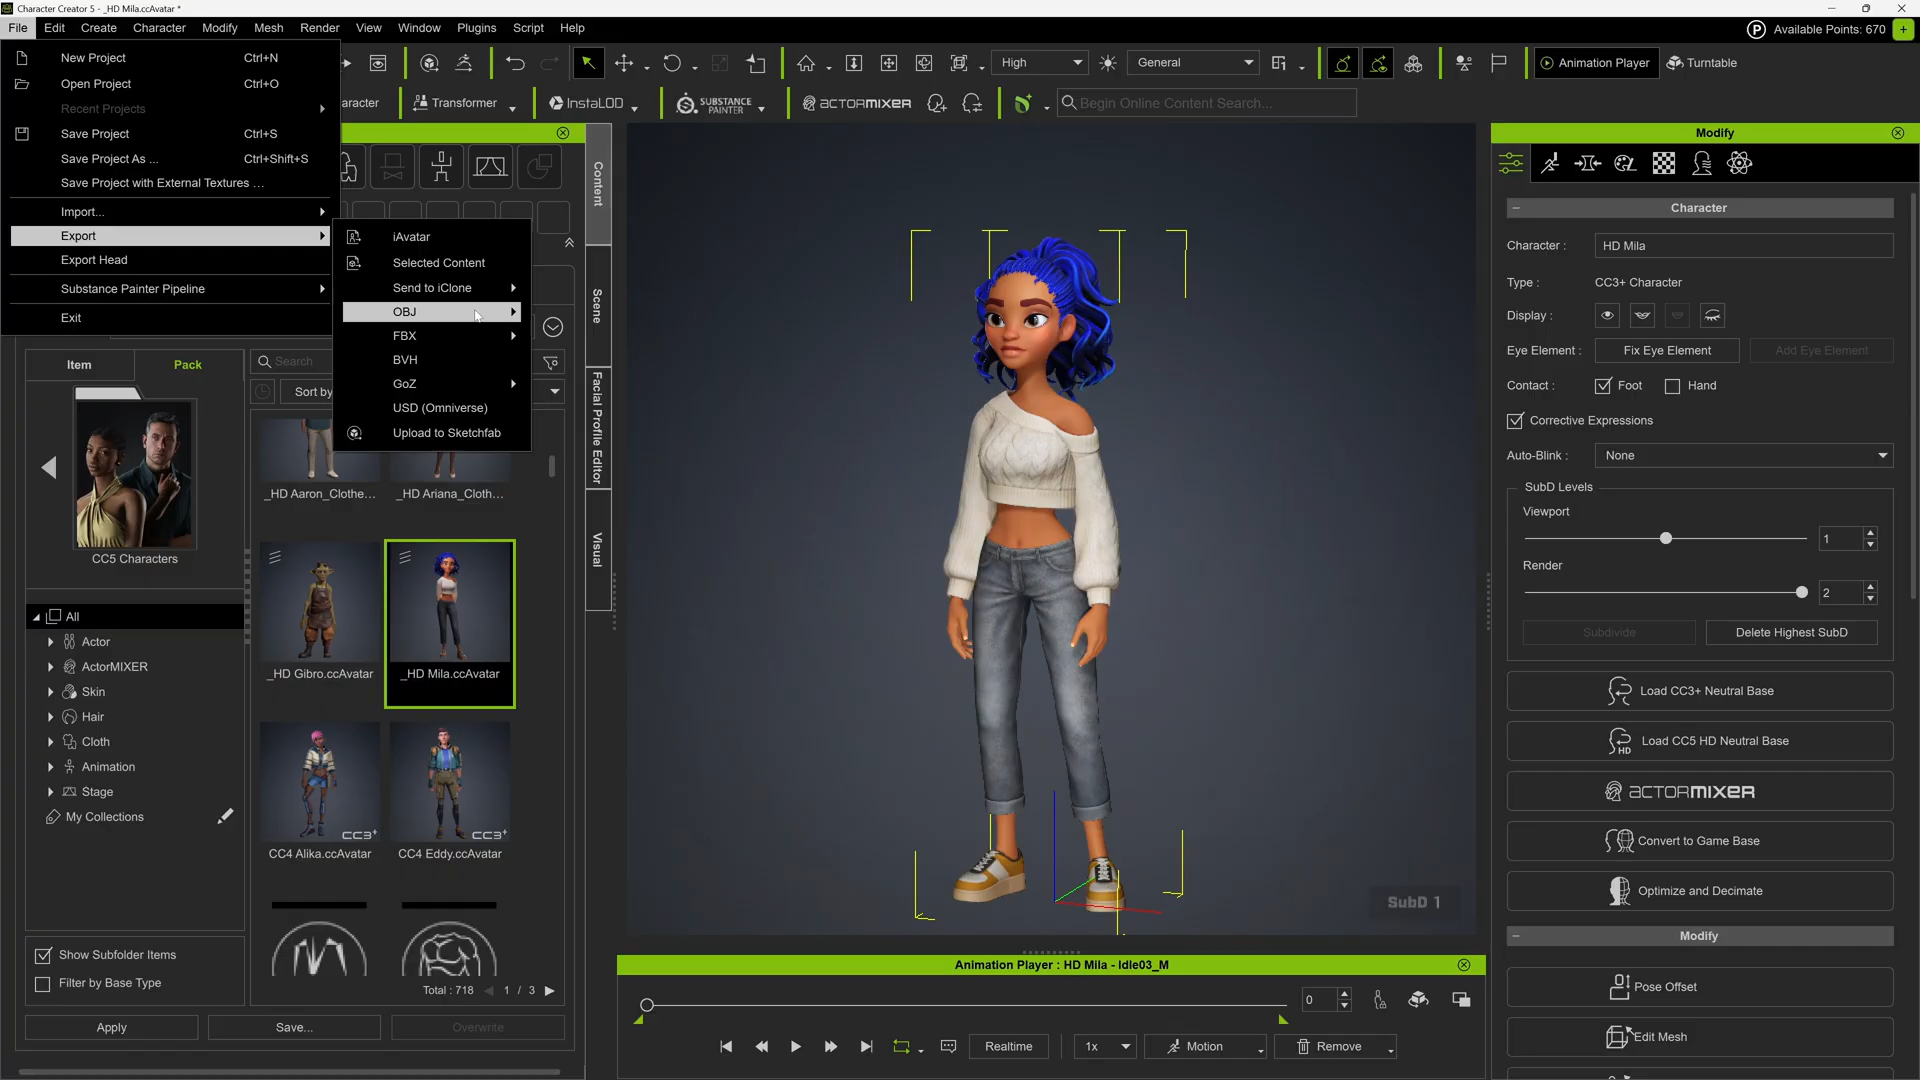 Character Creator 5 - _HD Mila.ccAvatar *
File Edit Create Character Modify Mesh Render View Window Plugins Script Help
Available Points: 670
New Project Ctrl+N
Open Project Ctrl+O
Recent Projects
Save Project Ctrl+S
Save Project As ... Ctrl+Shift+S
Save Project with External Textures ...
Import...
Export
Export Head
Substance Painter Pipeline
Exit
iAvatar
Selected Content
Send to iClone
OBJ
FBX
BVH
GoZ
USD (Omniverse)
Upload to Sketchfab
High
General
Animation Player
Turntable
aracter
Transformer
InstaLOD
SUBSTANCE
PAINTER
ACTORMIXER
Begin Online Content Search...
Content
Scene
Facial Profile Editor
Visual
Item
Pack
Search
Sort by
CC5 Characters
All
Actor
ActorMIXER
Skin
Hair
Cloth
Animation
Stage
My Collections
_HD Aaron_Clothe...
_HD Ariana_Cloth...
_HD Gibro.ccAvatar
_HD Mila.ccAvatar
CC3+
CC3+
CC4 Alika.ccAvatar
CC4 Eddy.ccAvatar
Show Subfolder Items
Filter by Base Type
Total : 718
1 / 3
Apply
Save...
Overwrite
SubD 1
Animation Player : HD Mila - Idle03_M
0
Realtime
1x
Motion
Remove
Modify
Character
Character : HD Mila
Type : CC3+ Character
Display :
Eye Element : Fix Eye Element Add Eye Element
Contact : Foot Hand
Corrective Expressions
Auto-Blink : None
SubD Levels
Viewport
1
Render
2
Subdivide
Delete Highest SubD
Load CC3+ Neutral Base
HD
Load CC5 HD Neutral Base
ACTORMIXER
Convert to Game Base
Optimize and Decimate
Modify
Pose Offset
Edit Mesh